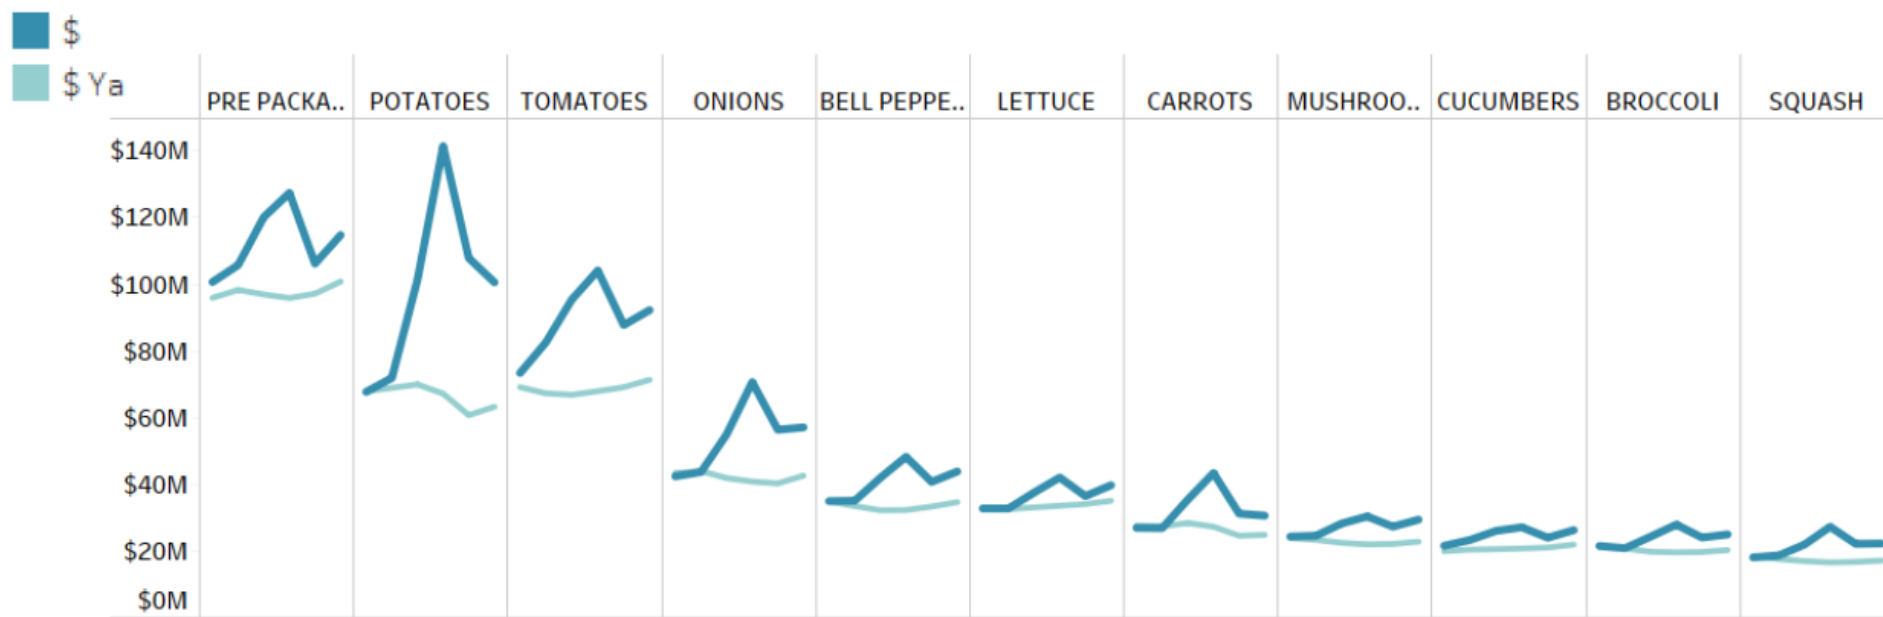 $
$ Ya
PRE PACKA.. POTATOES TOMATOES ONIONS BELL PEPPE.. LETTUCE CARROTS MUSHROO.. CUCUMBERS BROCCOLI SQUASH
$140M
$120M
$100M
$80M
$60M
$40M
$20M
$0M